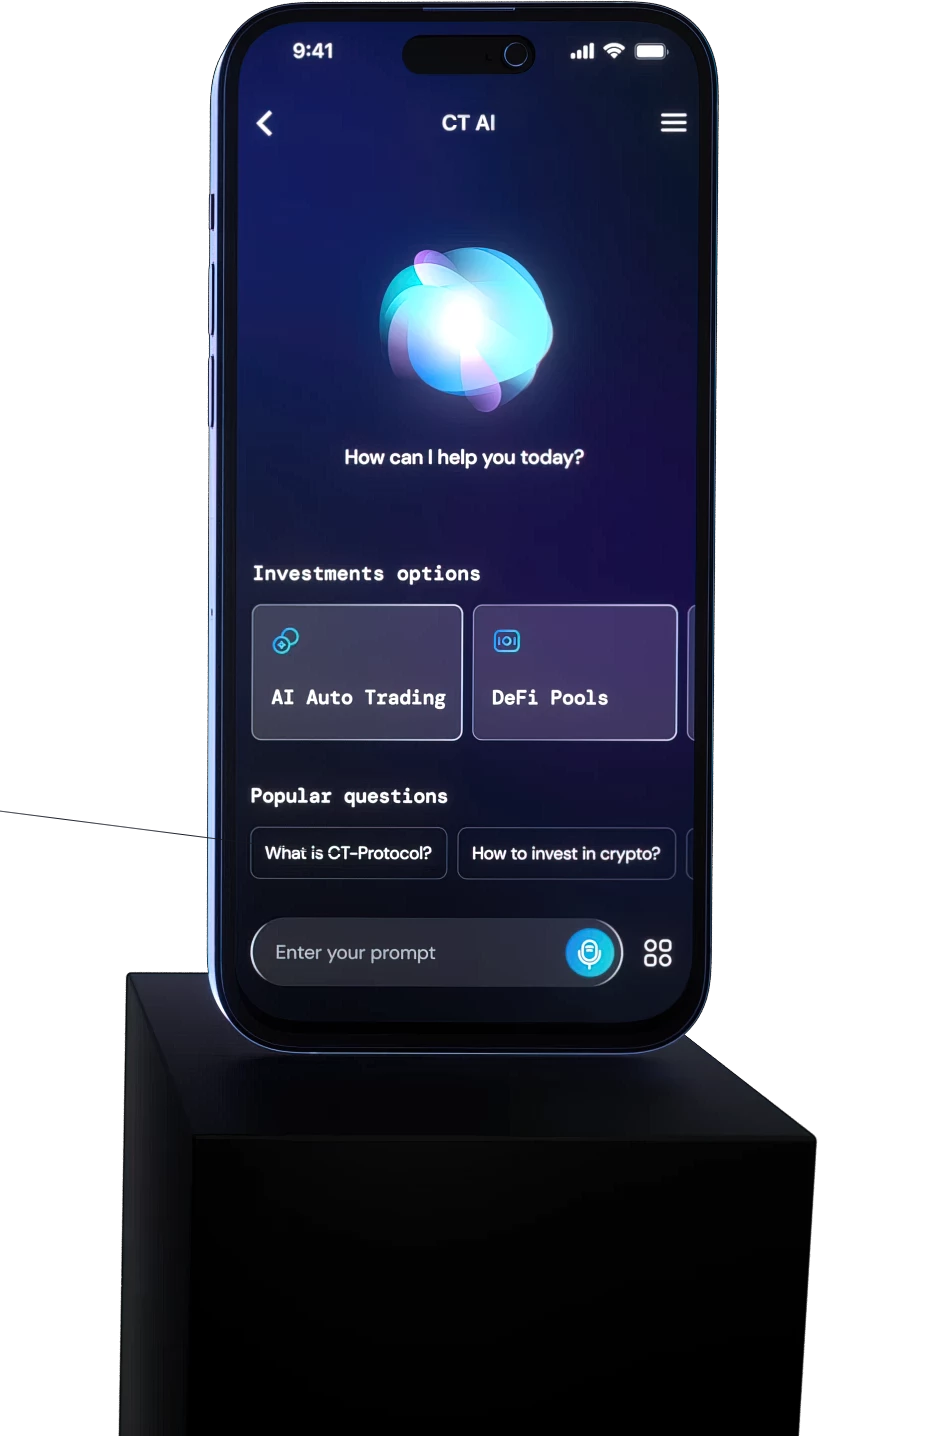 9:41
CT AI
How can I help you today?
Investments options
AI Auto Trading
DeFi Pools
Popular questions
What is CT-Protocol?
How to invest in crypto?
Enter your prompt